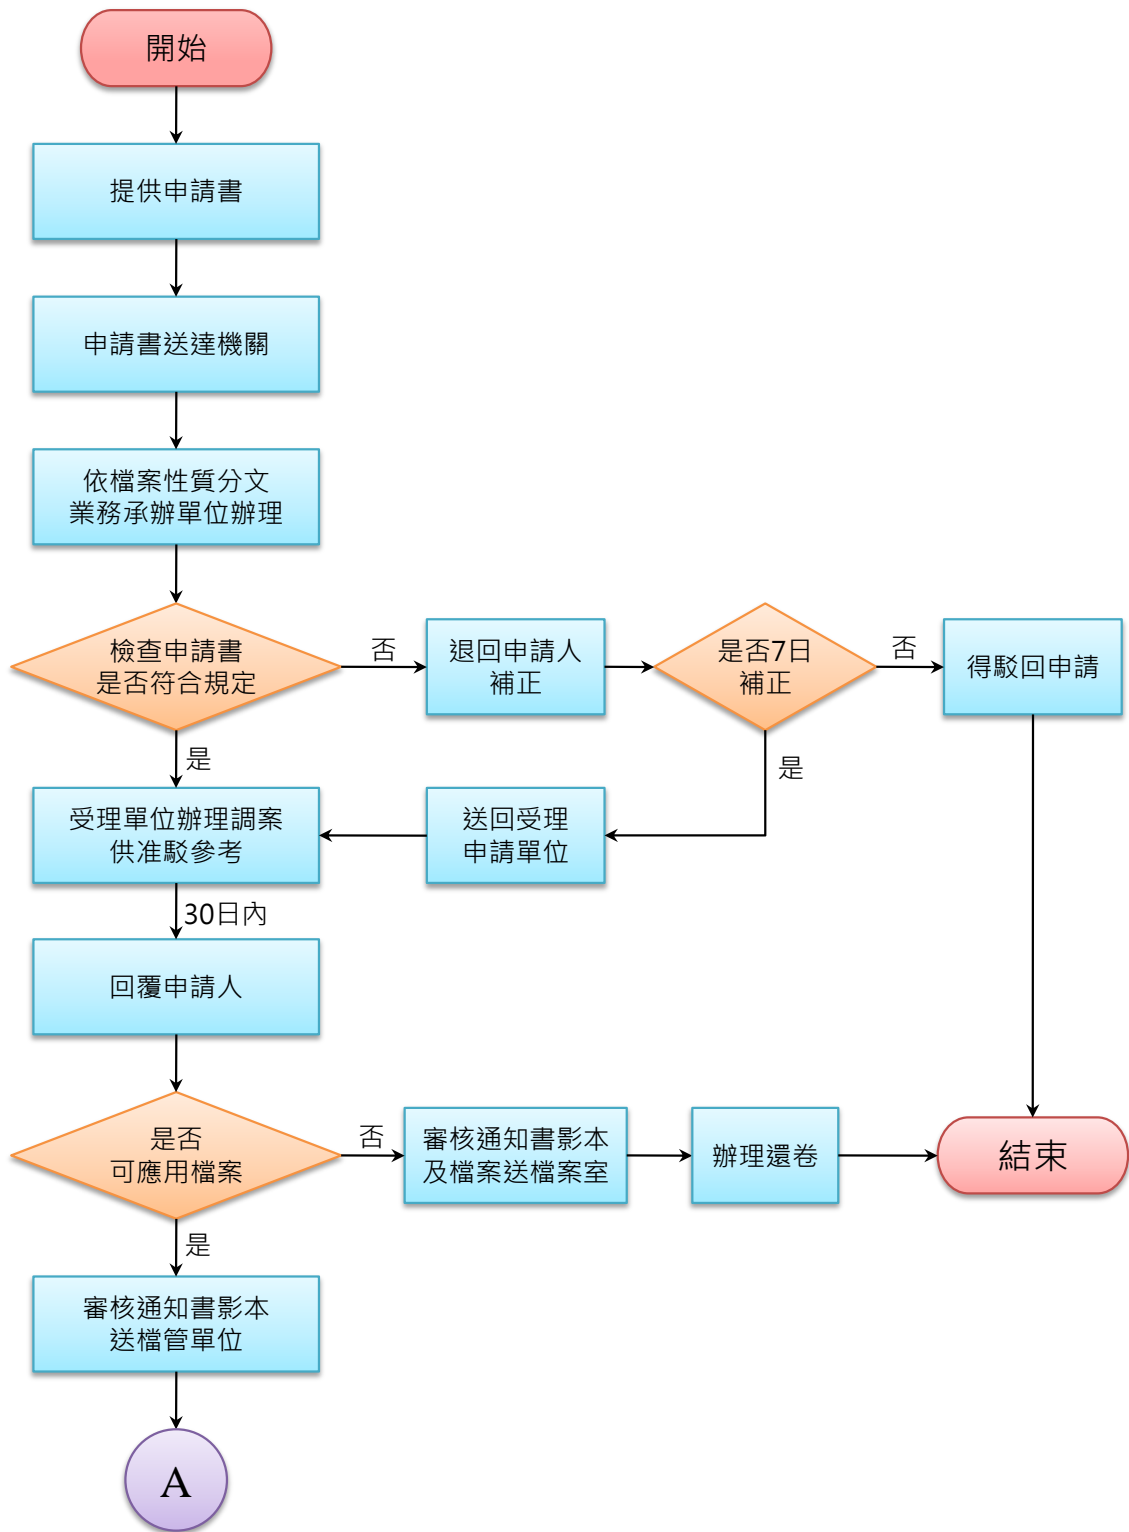 開始
提供申請書
申請書送達機關
依檔案性質分文
業務承辦單位辦理
檢查申請書
是否符合規定
否
退回申請人
補正
是否7日
補正
否
得駁回申請
是
是
受理單位辦理調案
供准駁參考
送回受理
申請單位
30日內
回覆申請人
是否
可應用檔案
否
審核通知書影本
及檔案送檔案室
辦理還卷
結束
是
審核通知書影本
送檔管單位
A